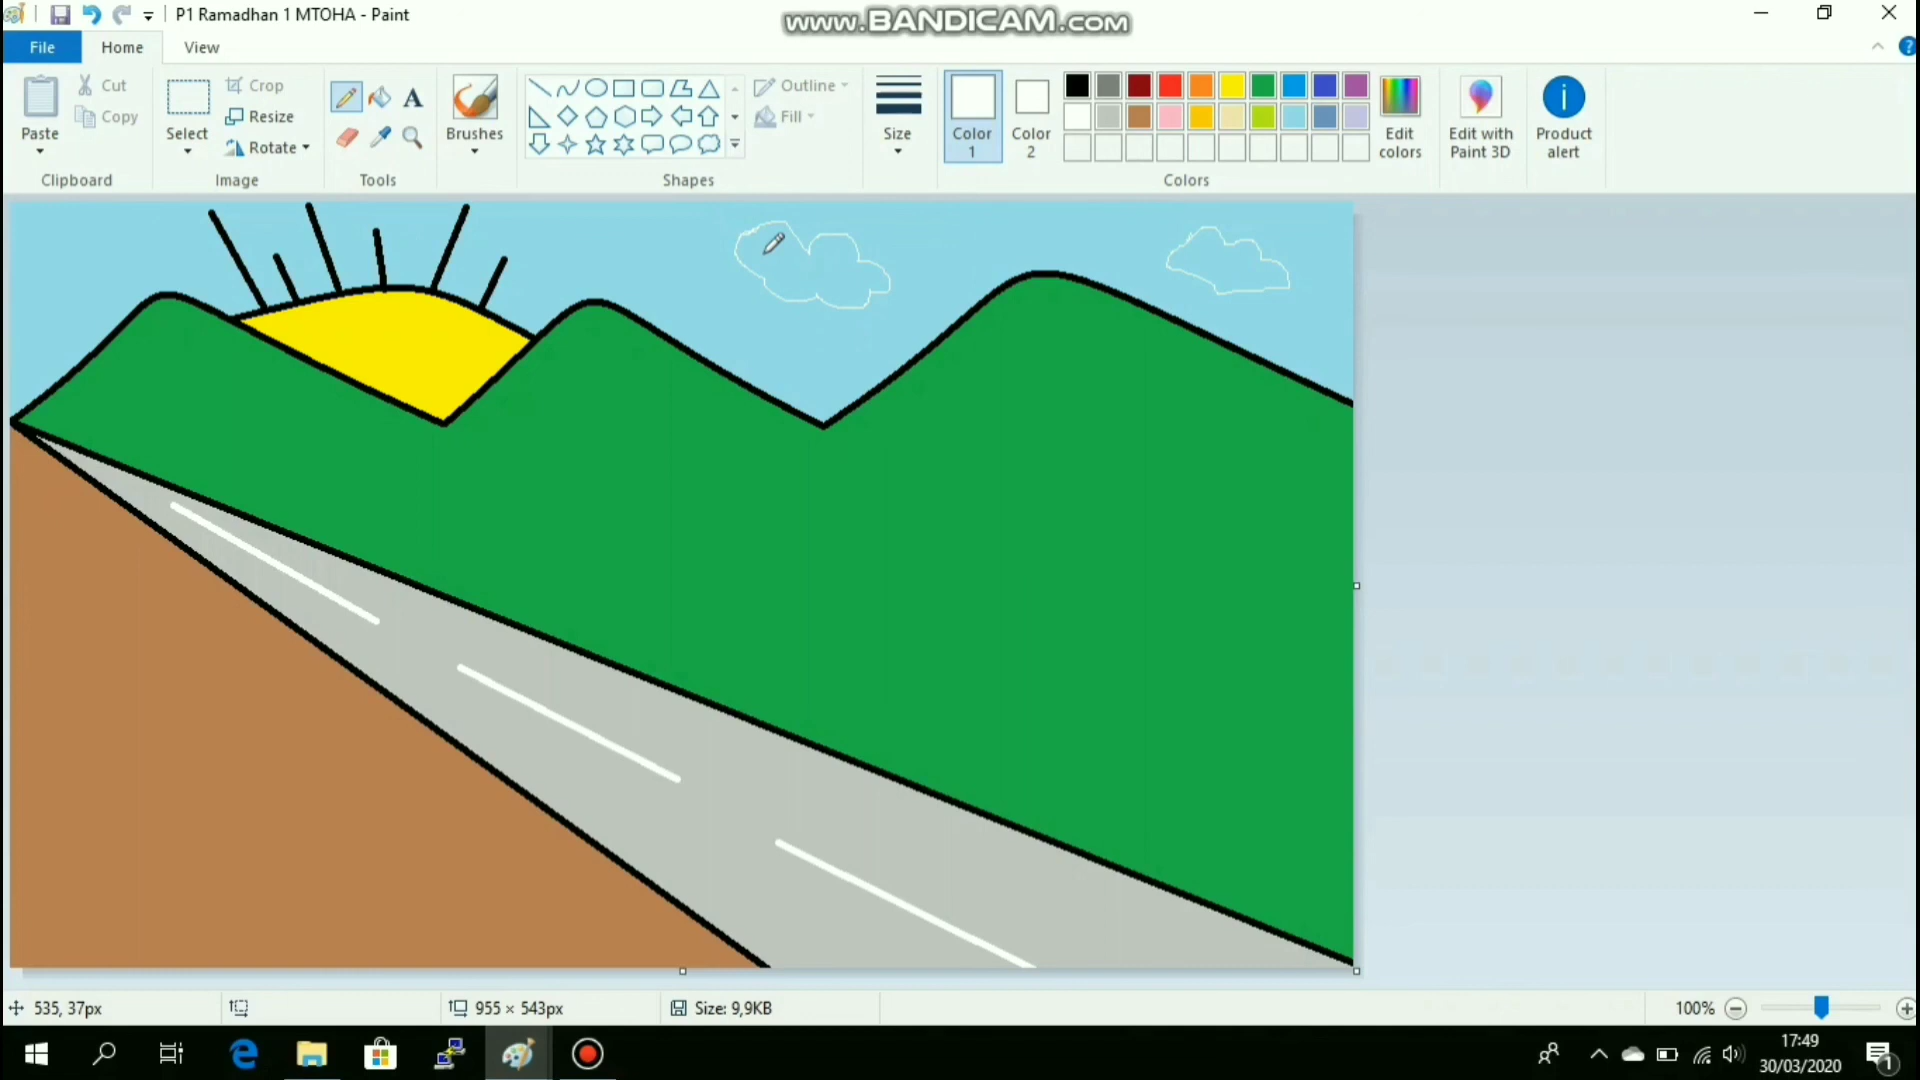 P1 Ramadhan 1 MTOHA - Paint
www.BANDICAM.com
File
Home
View
Paste
Cut
Copy
Clipboard
Select
Crop
Resize
Rotate
Image
A
Tools
Brushes
Outline
Fill
Shapes
Size
Color 1
Color 2
Edit colors
Colors
Edit with Paint 3D
Product alert
535, 37px
955 × 543px
Size: 9,9KB
100%
17:49
30/03/2020
1